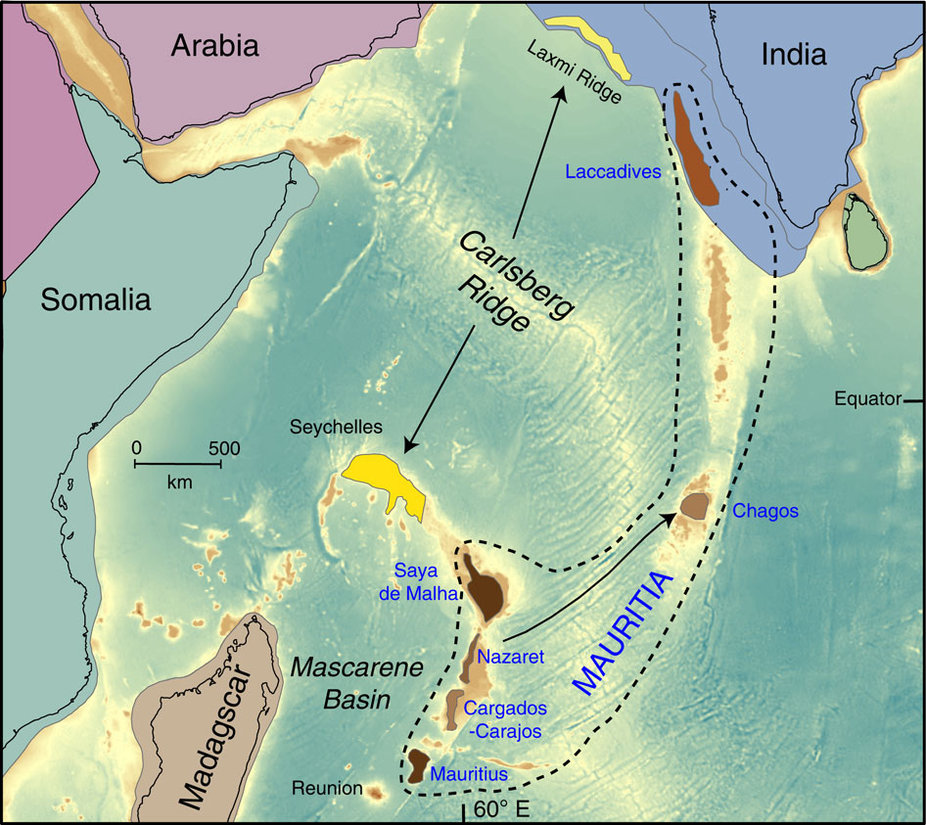 Arabia
India
Laxmi Ridge
Laccadives
Carlsberg
Ridge
Somalia
Equator
Seychelles
0 500
km
Chagos
Saya
de Malha
MAURITIA
Nazaret
Mascarene
Basin
Cargados
-Carajos
Madagscar
Mauritius
Reunion
60° E